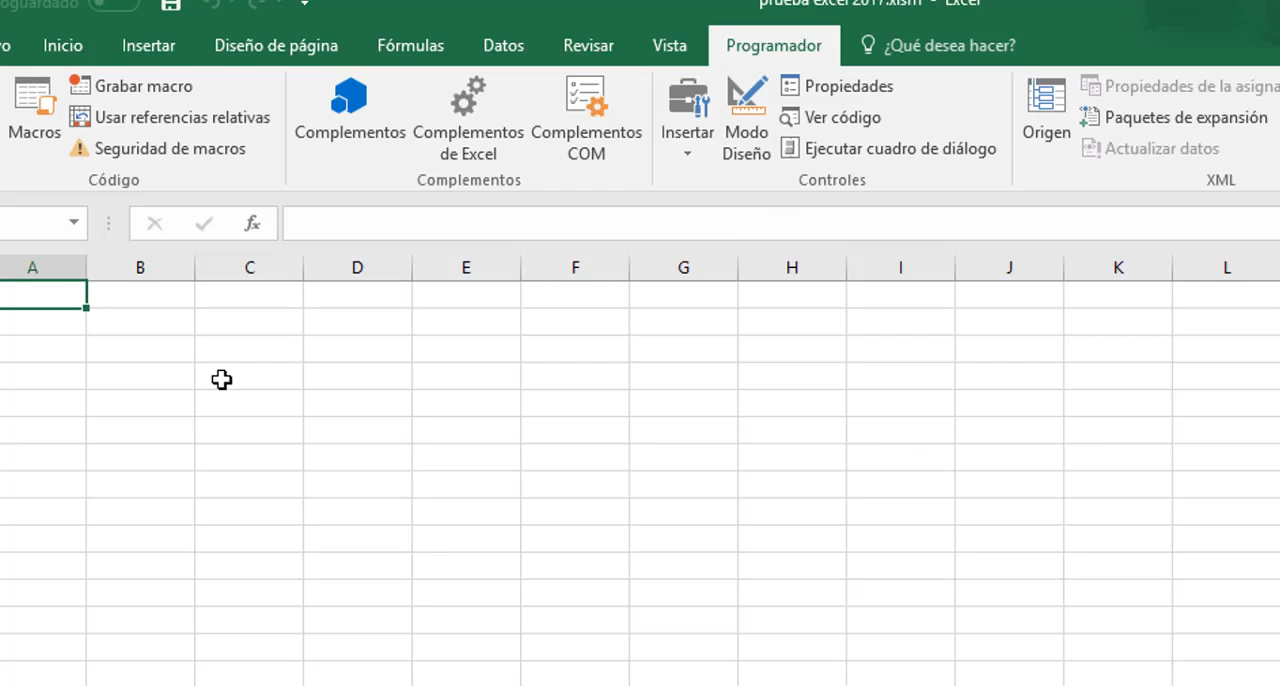 oguardado
prueba excel 2017.xlsm - Excel
vo Inicio Insertar Diseño de página Fórmulas Datos Revisar Vista Programador ¿Qué desea hacer?
Macros
Grabar macro
Usar referencias relativas
Seguridad de macros
Código
Complementos
Complementos
de Excel
Complementos
COM
Complementos
Insertar
Modo
Diseño
Propiedades
Ver código
Ejecutar cuadro de diálogo
Controles
Origen
Propiedades de la asigna
Paquetes de expansión
Actualizar datos
XML
fx
A B C D E F G H I J K L